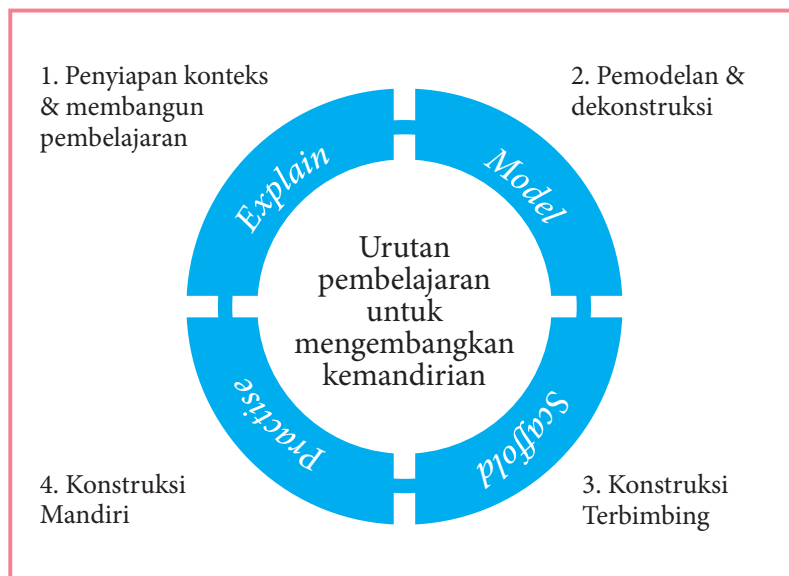 1. Penyiapan konteks
& membangun
pembelajaran
2. Pemodelan &
dekonstruksi
Explain
Model
Urutan
pembelajaran
untuk
mengembangkan
kemandirian
Practise
Scaffold
4. Konstruksi
Mandiri
3. Konstruksi
Terbimbing